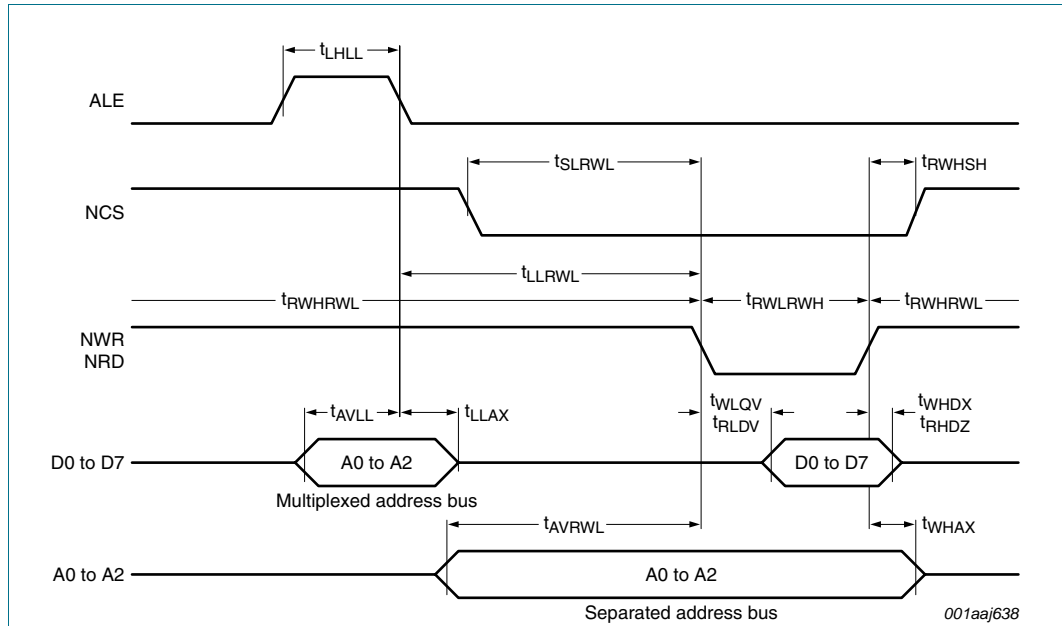 tLHLL
ALE
tSLRWL
tRWHSH
NCS
tLLRWL
tRWHRWL
tRWLRWH
tRWHRWL
NWR
NRD
tAVLL
tLLAX
tWLQV
tRLDV
tWHDX
tRHDZ
D0 to D7
A0 to A2
D0 to D7
Multiplexed address bus
tAVRWL
tWHAX
A0 to A2
A0 to A2
Separated address bus
001aaj638